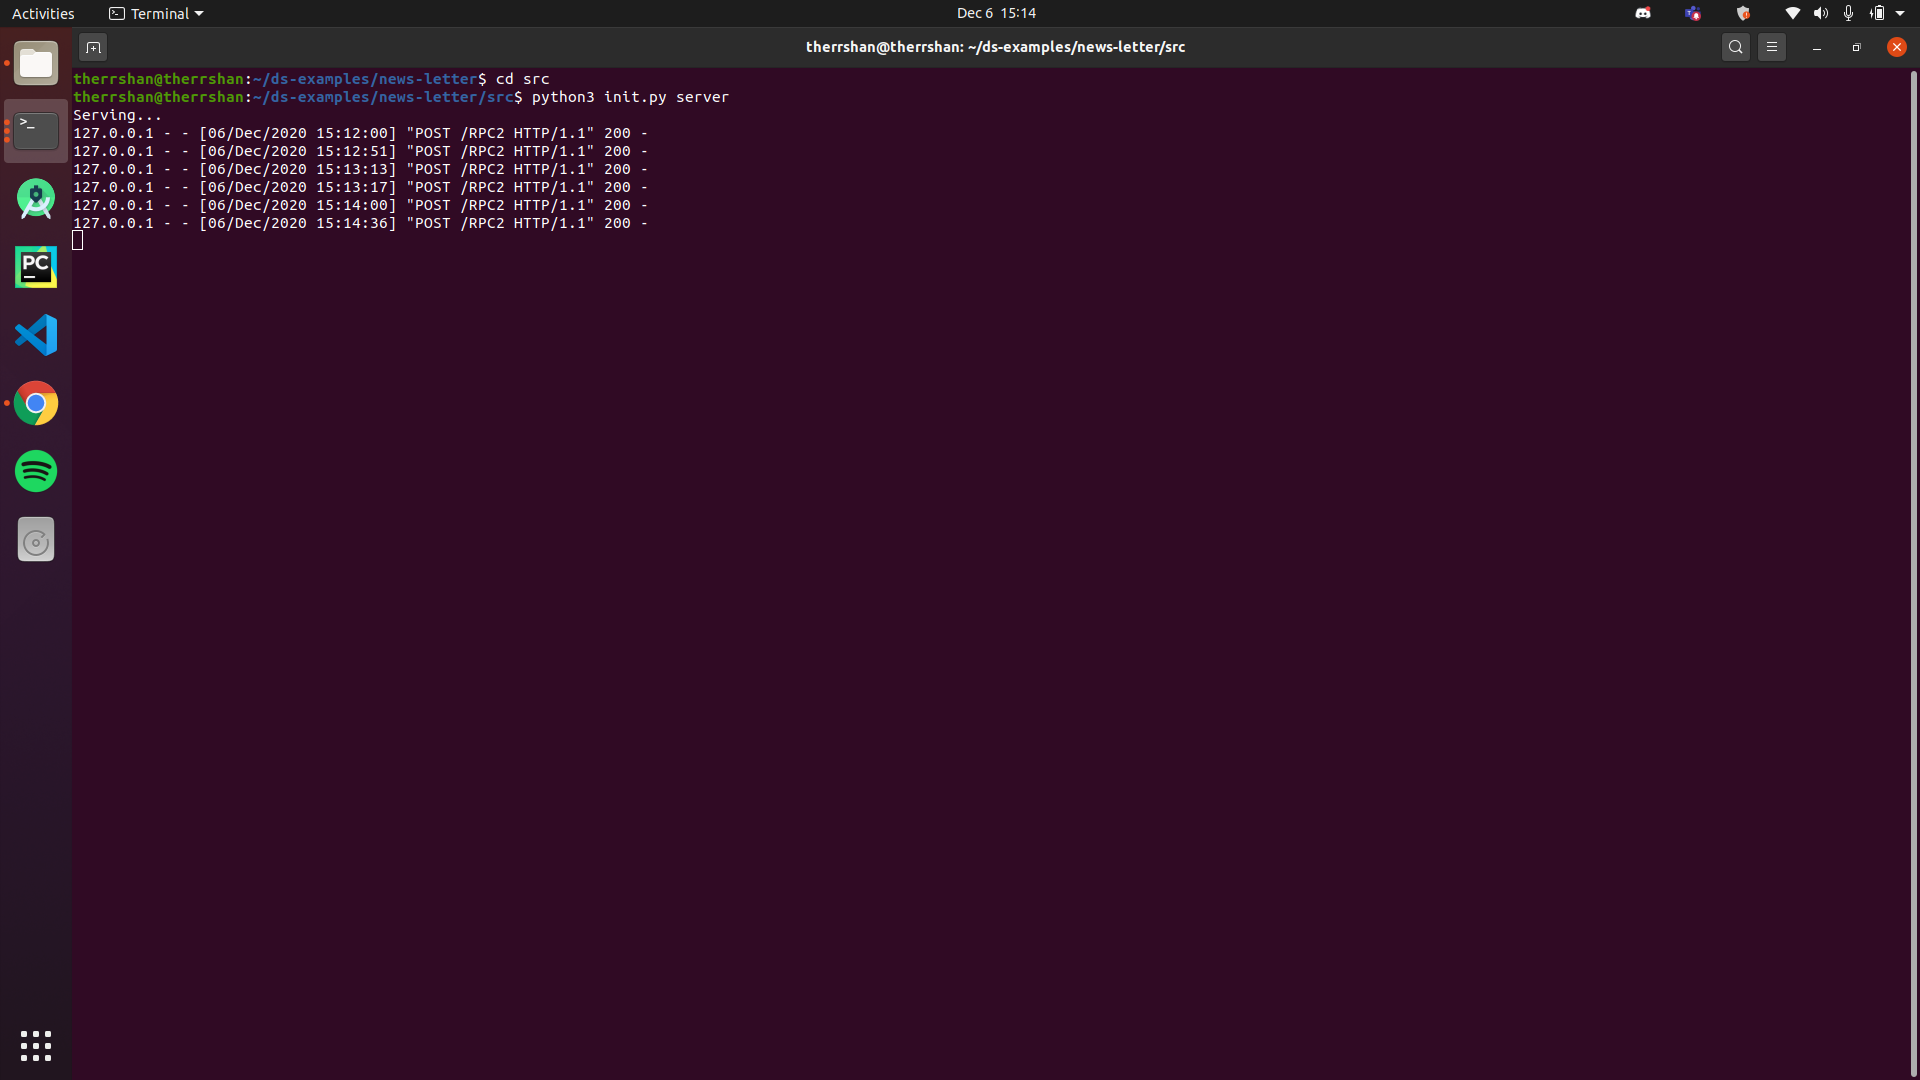 Activities Terminal Dec 6 15:14
therrshan@therrshan: ~/ds-examples/news-letter/src
therrshan@therrshan:~/ds-examples/news-letter$ cd src
therrshan@therrshan:~/ds-examples/news-letter/src$ python3 init.py server
Serving...
127.0.0.1 - - [06/Dec/2020 15:12:00] "POST /RPC2 HTTP/1.1" 200 -
127.0.0.1 - - [06/Dec/2020 15:12:51] "POST /RPC2 HTTP/1.1" 200 -
127.0.0.1 - - [06/Dec/2020 15:13:13] "POST /RPC2 HTTP/1.1" 200 -
127.0.0.1 - - [06/Dec/2020 15:13:17] "POST /RPC2 HTTP/1.1" 200 -
127.0.0.1 - - [06/Dec/2020 15:14:00] "POST /RPC2 HTTP/1.1" 200 -
127.0.0.1 - - [06/Dec/2020 15:14:36] "POST /RPC2 HTTP/1.1" 200 -
>_
PC